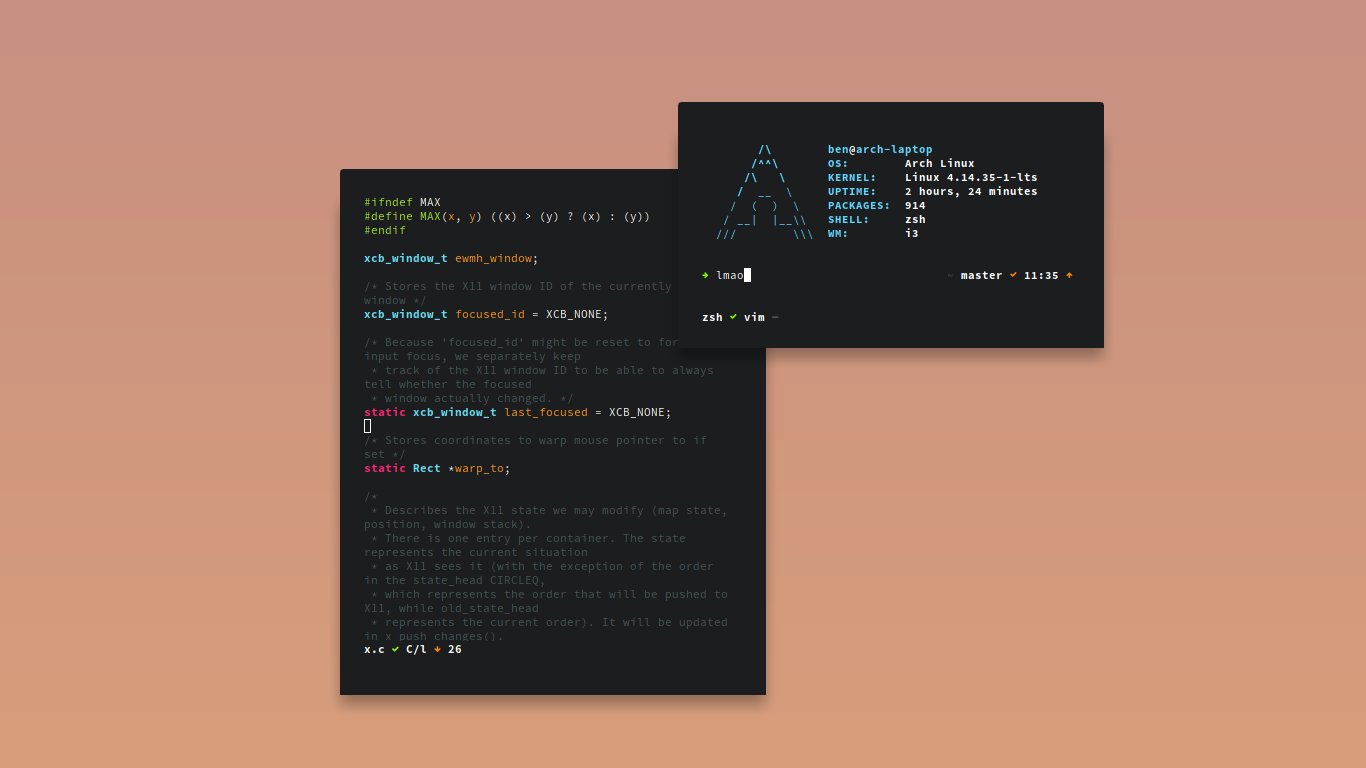 #ifndef MAX
#define MAX(x, y) ((x) > (y) ? (x) : (y))
#endif
xcb_window_t ewmh_window;
/* Stores the X11 window ID of the currently
window */
xcb_window_t focused_id = XCB_NONE;
/* Because 'focused_id' might be reset to
input focus, we separately keep
* track of the X11 window ID to be able to always
tell whether the focused
* window actually changed. */
static xcb_window_t last_focused = XCB_NONE;
/* Stores coordinates to warp mouse pointer to if
set */
static Rect *warp_to;
/*
* Describes the X11 state we may modify (map state,
position, window stack).
* There is one entry per container. The state
represents the current situation
* as X11 sees it (with the exception of the order
in the state_head CIRCLEQ,
* which represents the order that will be pushed to
X11, while old_state_head
* represents the current order). It will be updated
in x_push_changes().
x.c ✓ C/l ↓ 26
ben@arch-laptop
OS: Arch Linux
KERNEL: Linux 4.14.35-1-lts
UPTIME: 2 hours, 24 minutes
PACKAGES: 914
SHELL: zsh
WM: i3
→ lmao ~ master ✓ 11:35 ↑
zsh ✓ vim —